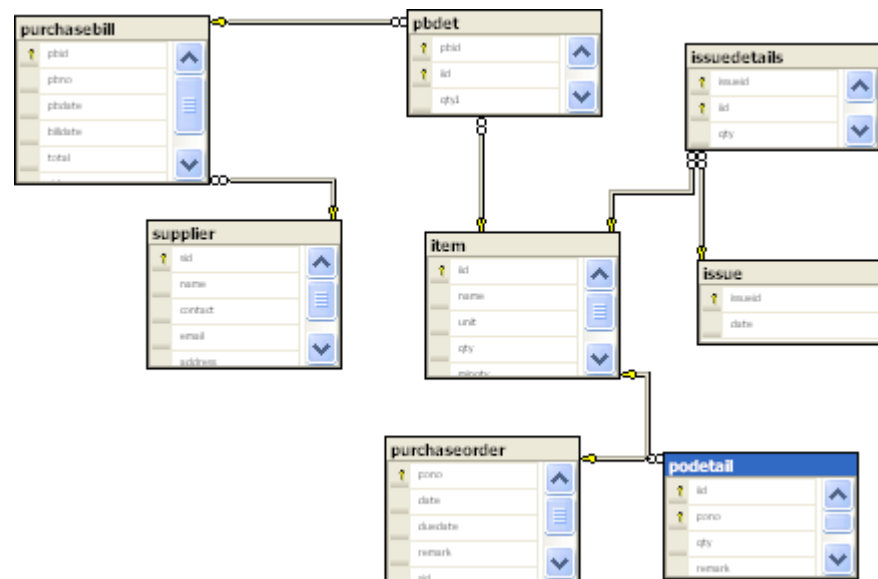 purchasebill
pbid
pbno
pbdate
billdate
total
pbdet
pbid
iid
qty1
issuedetails
issueid
iid
qty
supplier
sid
name
contact
email
address
item
iid
name
unit
qty
minqty
issue
issueid
date
purchaseorder
pono
date
duedate
remark
sid
podetail
iid
pono
qty
remark